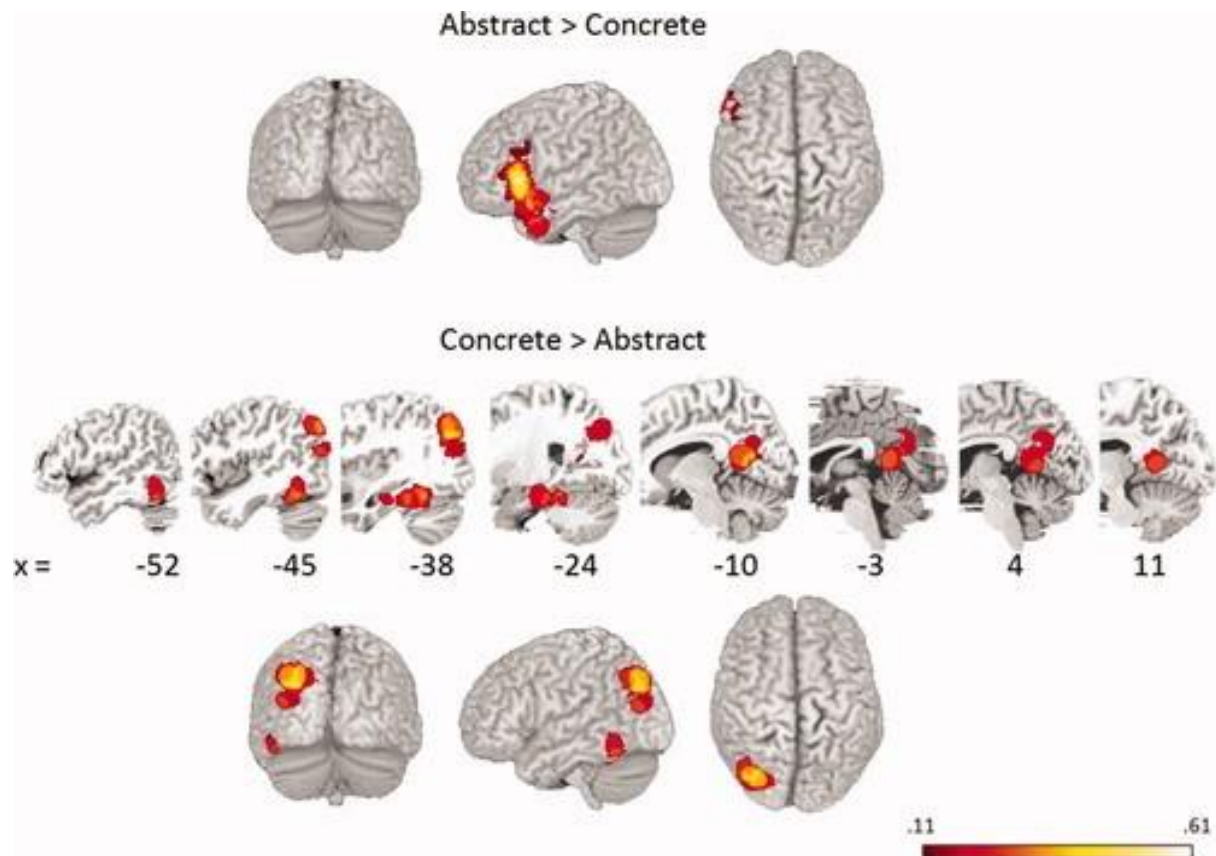 Abstract > Concrete
Concrete > Abstract
x = -52 -45 -38 -24 -10 -3 4 11
.11 .61